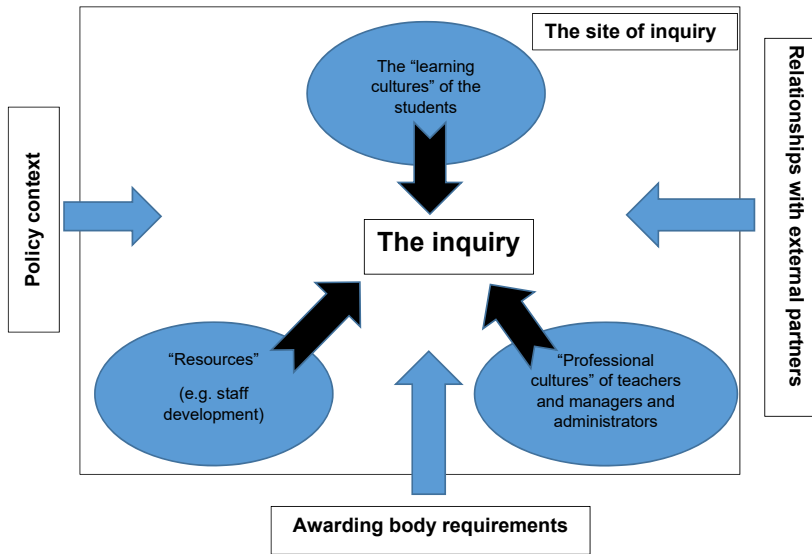 The site of inquiry
The “learning
cultures” of the
students
Policy context
Relationships with external
partners
The inquiry
“Resources”
(e.g. staff
development)
“Professional
cultures” of teachers
and managers and
administrators
Awarding body requirements